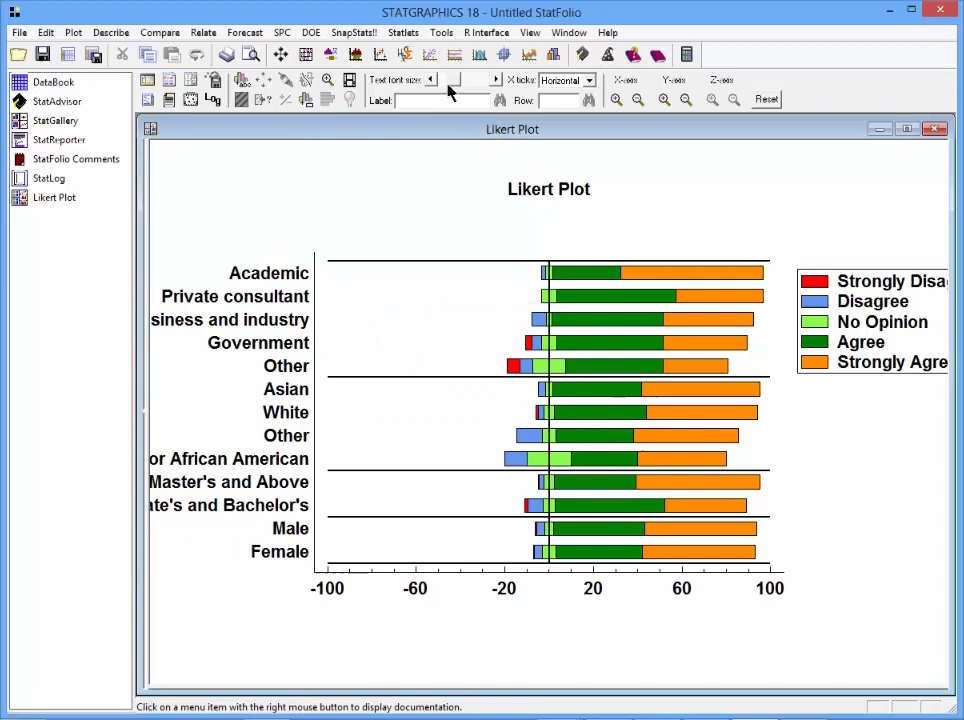 STATGRAPHICS 18 - Untitled StatFolio
File Edit Plot Describe Compare Relate Forecast SPC DOE SnapStats!! Statlets Tools R Interface View Window Help
Text font size: X ticks: Horizontal X-axis Y-axis Z-axis
Log Label: Row: Reset
DataBook
StatAdvisor
StatGallery
StatReporter
StatFolio Comments
StatLog
Likert Plot
Likert Plot
Likert Plot
Academic
Private consultant
siness and industry
Government
Other
Asian
White
Other
or African American
Master's and Above
ate's and Bachelor's
Male
Female
-100 -60 -20 20 60 100
Strongly Disa
Disagree
No Opinion
Agree
Strongly Agre
Click on a menu item with the right mouse button to display documentation.